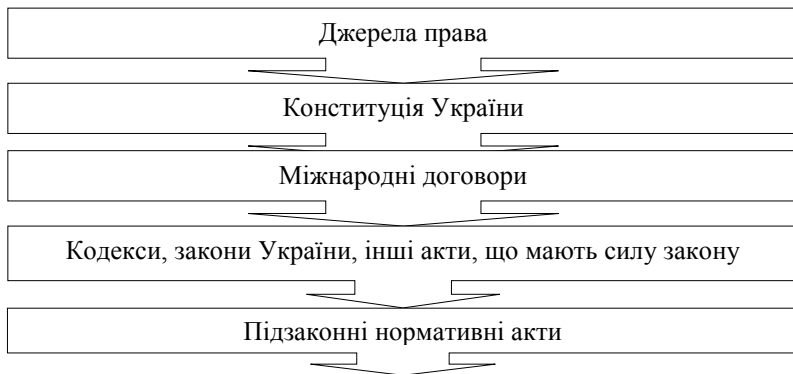 Джерела права
Конституція України
Міжнародні договори
Кодекси, закони України, інші акти, що мають силу закону
Підзаконні нормативні акти